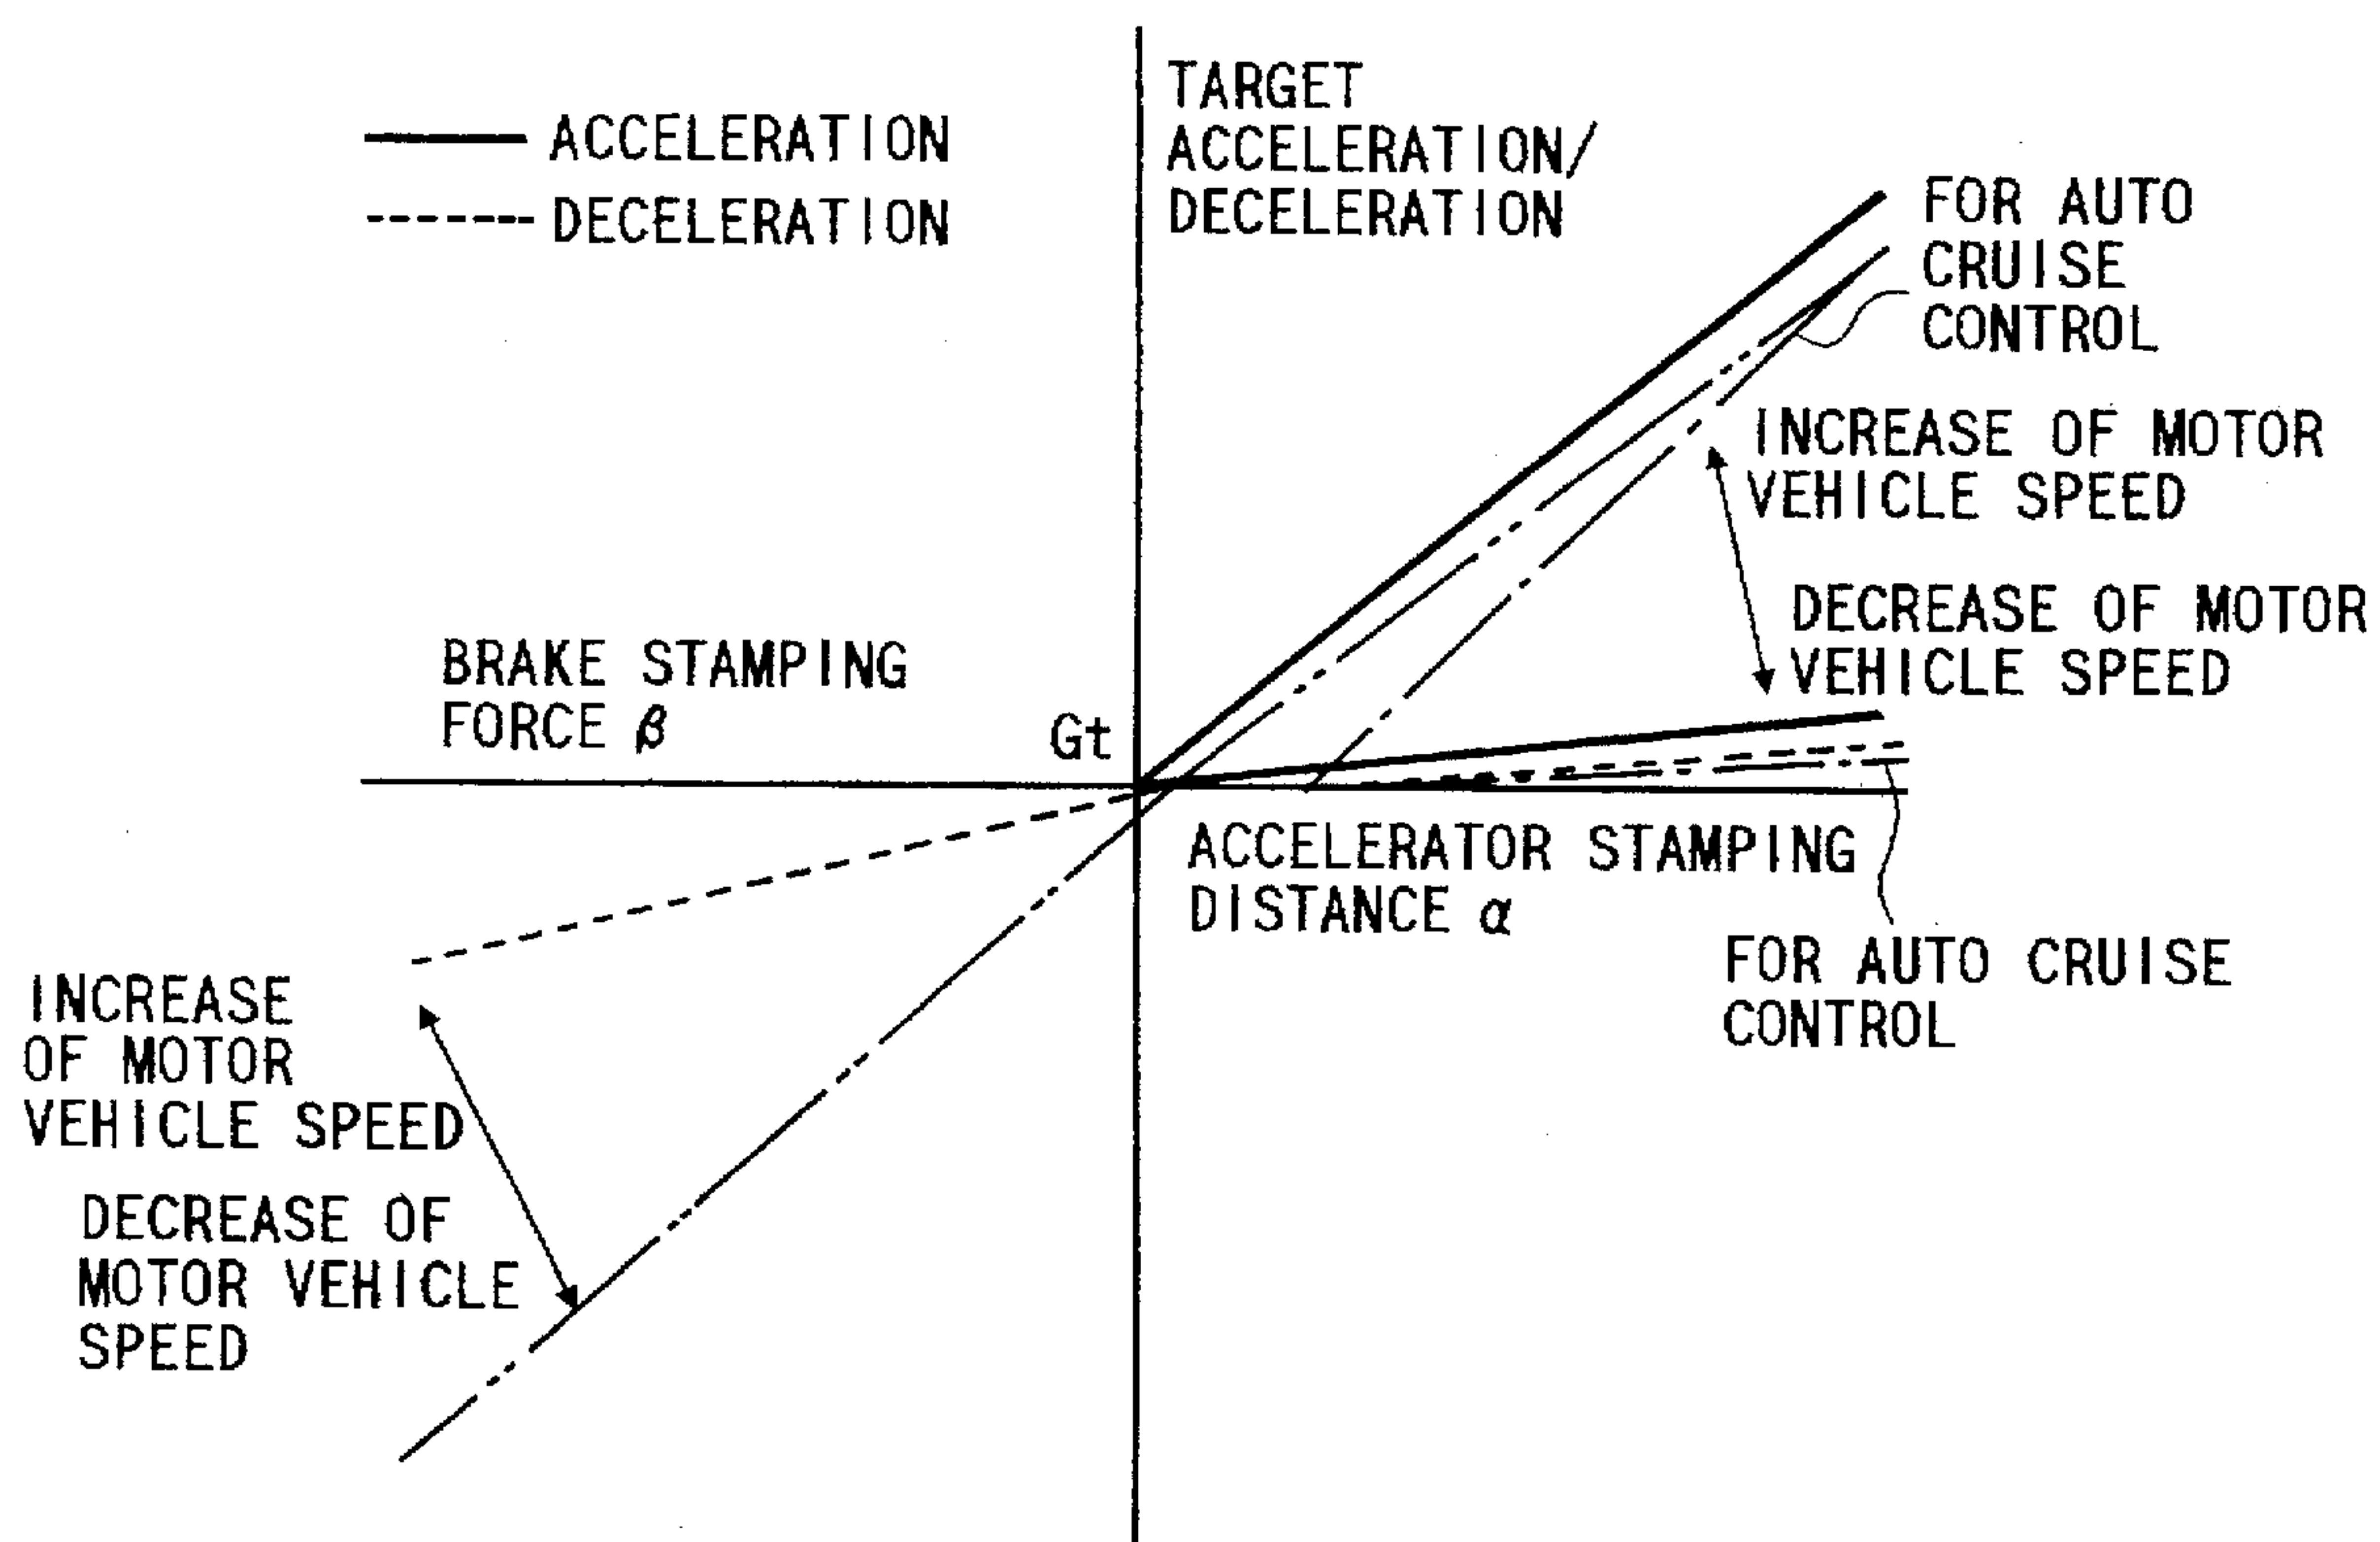 ACCELERATION
DECELERATION
TARGET
ACCELERATION/
DECELERATION
FOR AUTO
CRUISE
CONTROL
INCREASE OF MOTOR
VEHICLE SPEED
DECREASE OF MOTOR
VEHICLE SPEED
BRAKE STAMPING
FORCE β
Gt
ACCELERATOR STAMPING
DISTANCE α
FOR AUTO CRUISE
CONTROL
INCREASE
OF MOTOR
VEHICLE SPEED
DECREASE OF
MOTOR VEHICLE
SPEED